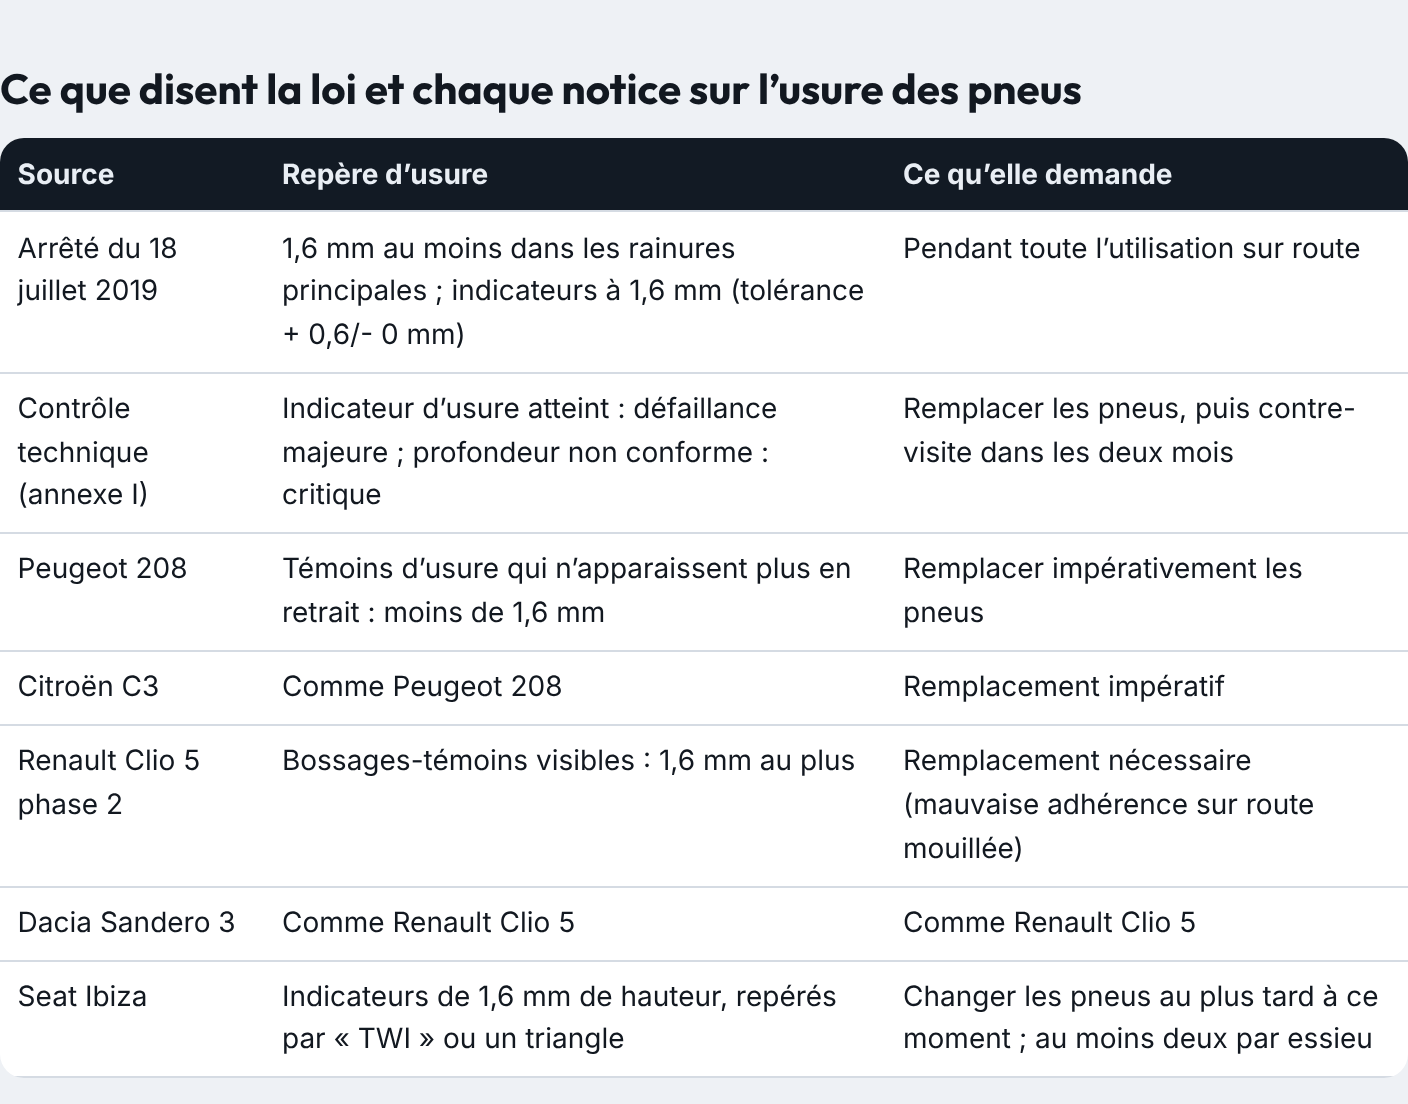 Ce que disent la loi et chaque notice sur l’usure des pneus
Source
Repère d’usure
Ce qu’elle demande
Arrêté du 18
juillet 2019
1,6 mm au moins dans les rainures
principales ; indicateurs à 1,6 mm (tolérance
+ 0,6/- 0 mm)
Pendant toute l’utilisation sur route
Contrôle
technique
(annexe I)
Indicateur d’usure atteint : défaillance
majeure ; profondeur non conforme :
critique
Remplacer les pneus, puis contre-
visite dans les deux mois
Peugeot 208
Témoins d’usure qui n’apparaissent plus en
retrait : moins de 1,6 mm
Remplacer impérativement les
pneus
Citroën C3
Comme Peugeot 208
Remplacement impératif
Renault Clio 5
phase 2
Bossages-témoins visibles : 1,6 mm au plus
Remplacement nécessaire
(mauvaise adhérence sur route
mouillée)
Dacia Sandero 3
Comme Renault Clio 5
Comme Renault Clio 5
Seat Ibiza
Indicateurs de 1,6 mm de hauteur, repérés
par « TWI » ou un triangle
Changer les pneus au plus tard à ce
moment ; au moins deux par essieu